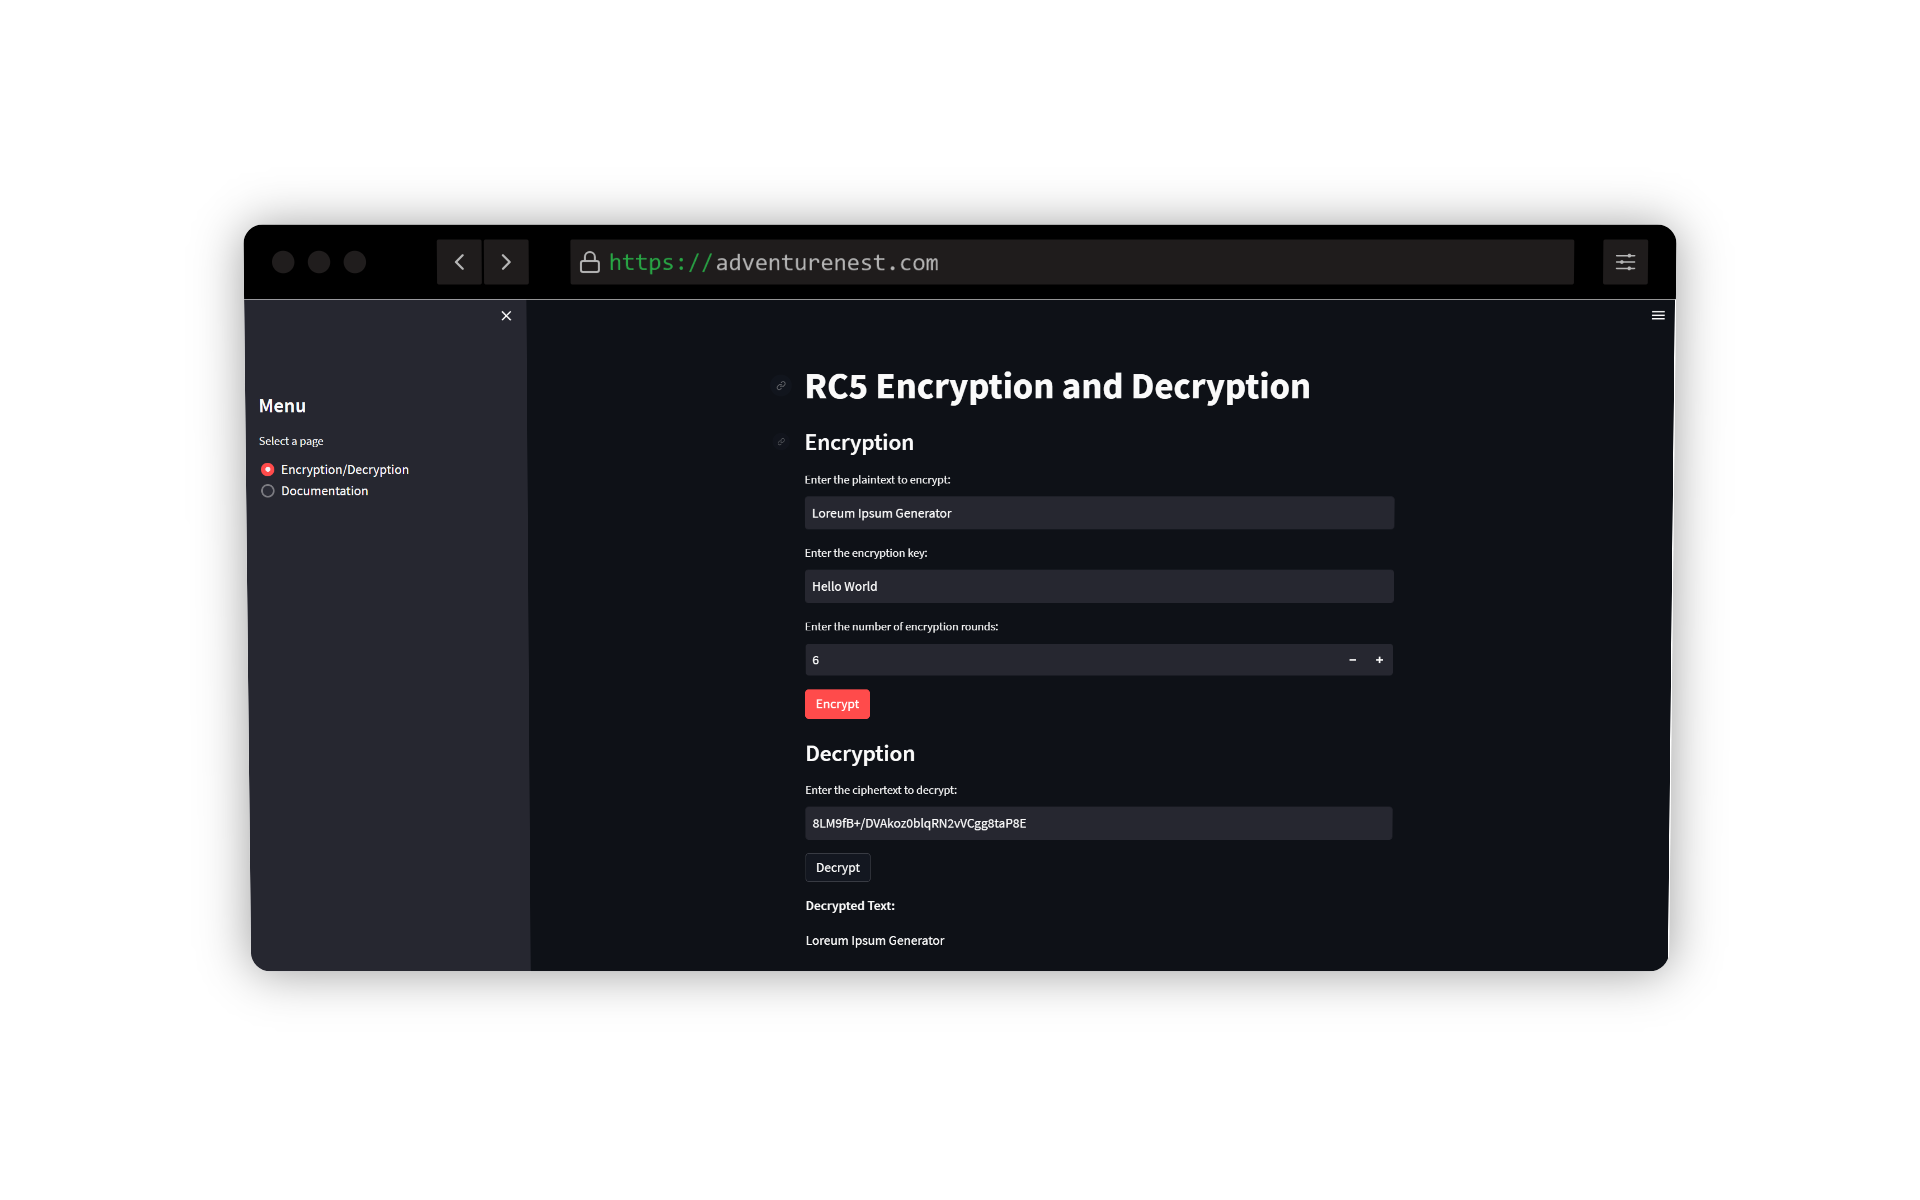 https://adventurenest.com
Menu
Select a page
Encryption/Decryption
Documentation
RC5 Encryption and Decryption
Encryption
Enter the plaintext to encrypt:
Loreum Ipsum Generator
Enter the encryption key:
Hello World
Enter the number of encryption rounds:
6
Encrypt
Decryption
Enter the ciphertext to decrypt:
8LM9fB+/DVAkoz0blqRN2vVCgg8taP8E
Decrypt
Decrypted Text:
Loreum Ipsum Generator